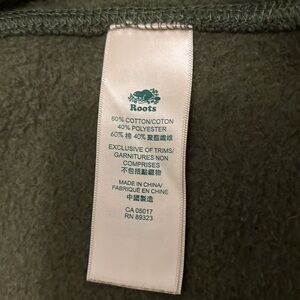 Roots
60% COTTON/COTON
40% POLYESTER
60% 棉 40% 聚酯纖維
EXCLUSIVE OF TRIMS/
GARNITURES NON
COMPRISES
不包括飾織物
MADE IN CHINA/
FABRIQUÉ EN CHINE
中國製造
CA 05017
RN 89323